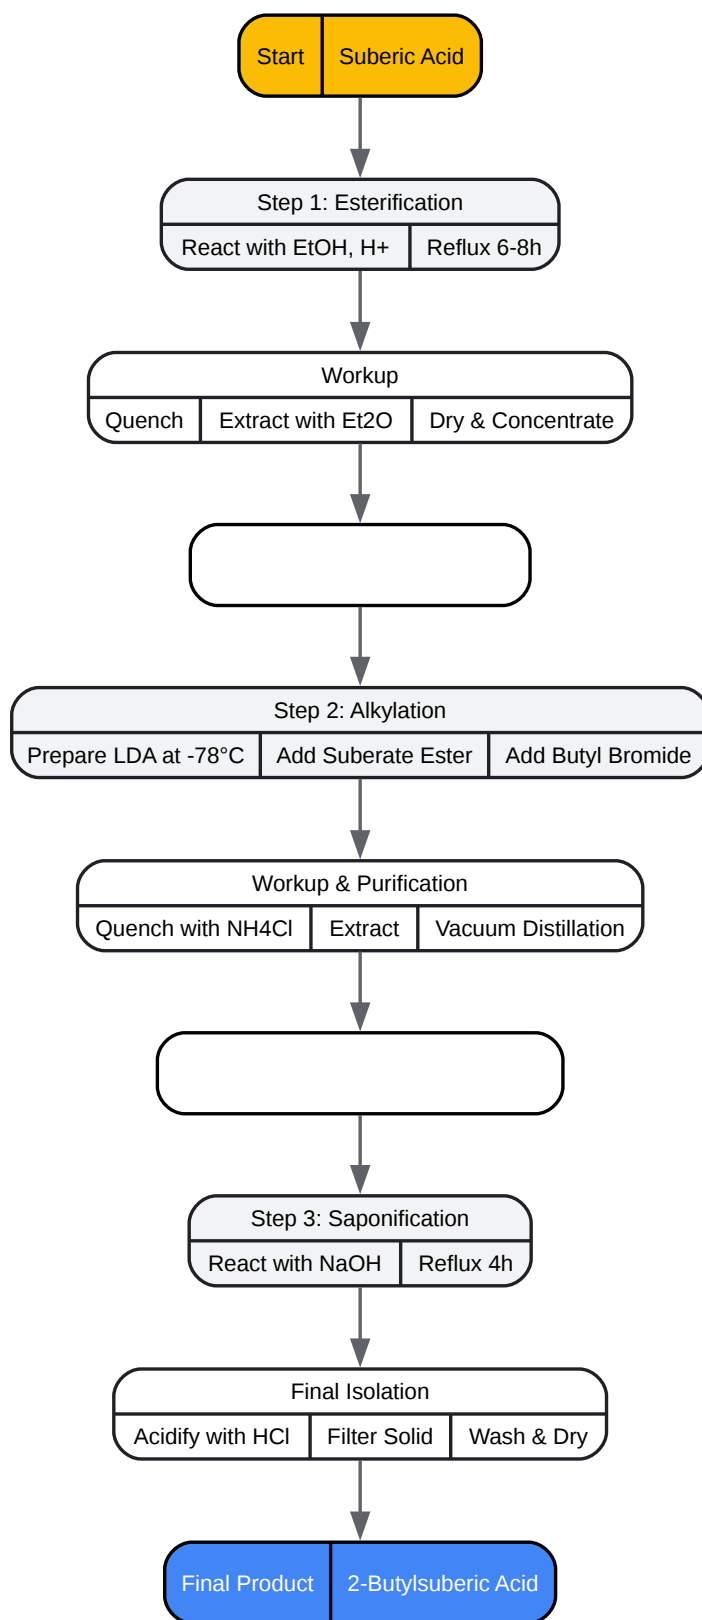 Start Suberic Acid
Step 1: Esterification
React with EtOH, H+ Reflux 6-8h
Workup
Quench Extract with Et2O Dry & Concentrate
Step 2: Alkylation
Prepare LDA at -78°C Add Suberate Ester Add Butyl Bromide
Workup & Purification
Quench with NH4Cl Extract Vacuum Distillation
Step 3: Saponification
React with NaOH Reflux 4h
Final Isolation
Acidify with HCl Filter Solid Wash & Dry
Final Product 2-Butylsuberic Acid